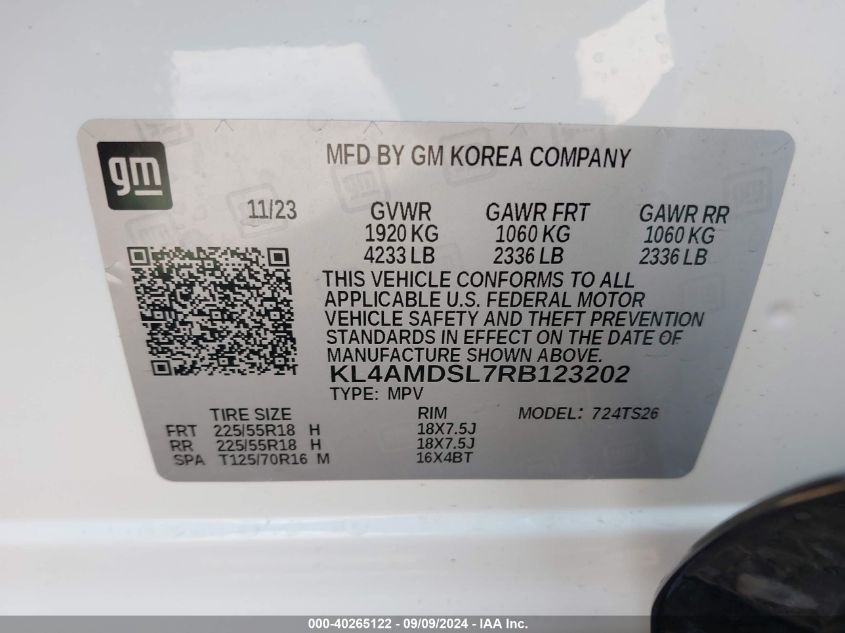 gm
MFD BY GM KOREA COMPANY
11/23 GVWR GAWR FRT GAWR RR
1920 KG 1060 KG 1060 KG
4233 LB 2336 LB 2336 LB
THIS VEHICLE CONFORMS TO ALL
APPLICABLE U.S. FEDERAL MOTOR
VEHICLE SAFETY AND THEFT PREVENTION
STANDARDS IN EFFECT ON THE DATE OF
MANUFACTURE SHOWN ABOVE.
KL4AMDSL7RB123202
TYPE: MPV
TIRE SIZE RIM MODEL: 724TS26
FRT 225/55R18 H 18X7.5J
RR 225/55R18 H 18X7.5J
SPA T125/70R16 M 16X4BT
000-40265122 - 09/09/2024 - IAA Inc.